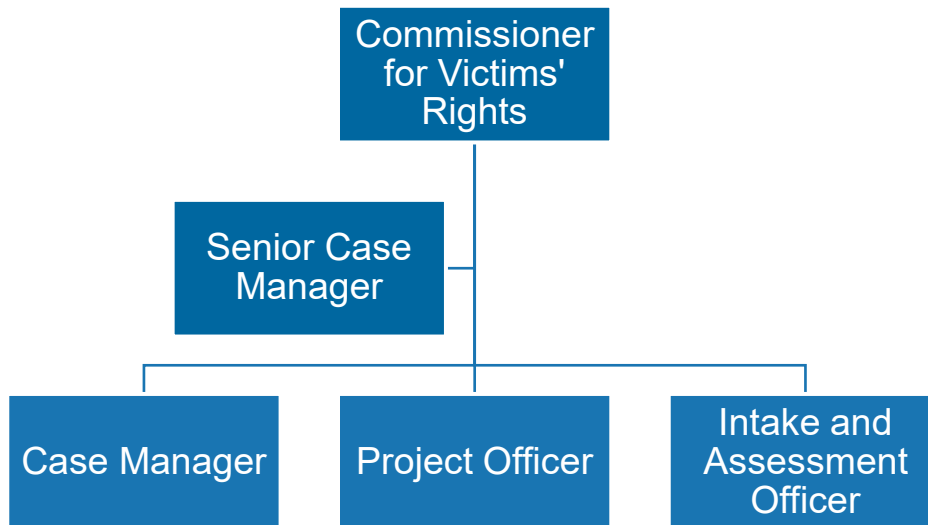 Commissioner
for Victims'
Rights
Senior Case
Manager
Case Manager
Project Officer
Intake and
Assessment
Officer